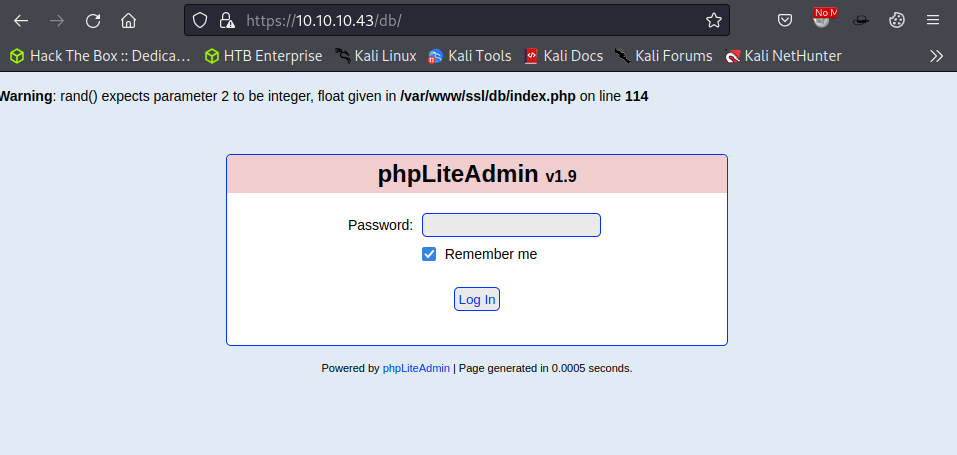 https://10.10.10.43/db/
No M
Hack The Box :: Dedica… HTB Enterprise Kali Linux Kali Tools Kali Docs Kali Forums Kali NetHunter
Warning: rand() expects parameter 2 to be integer, float given in /var/www/ssl/db/index.php on line 114
phpLiteAdmin v1.9
Password:
Remember me
Log In
Powered by phpLiteAdmin | Page generated in 0.0005 seconds.